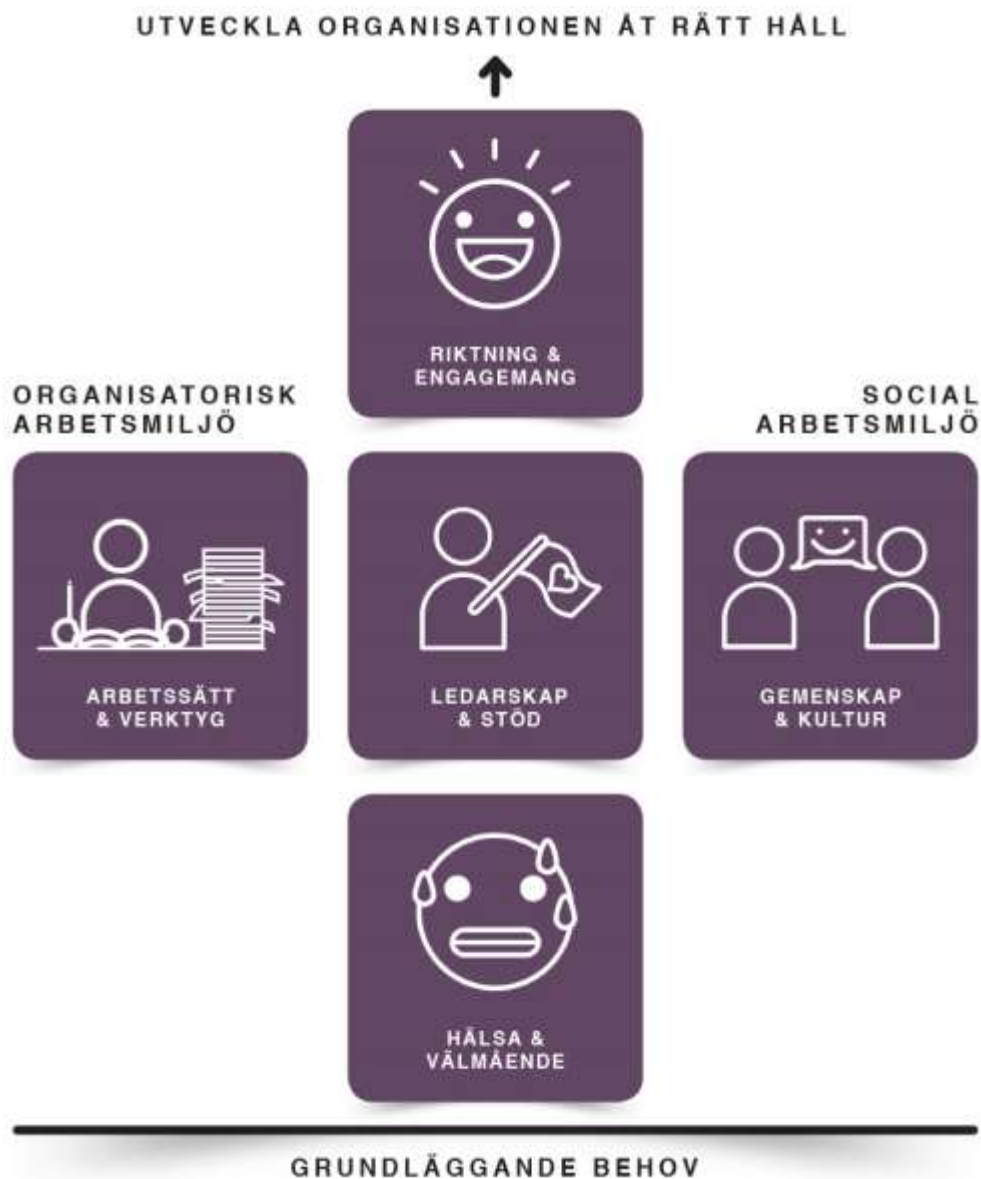 UTVECKLA ORGANISATIONEN ÅT RÄTT HÅLL
RIKTNING &
ENGAGEMANG
ORGANISATORISK
ARBETSMILJÖ
SOCIAL
ARBETSMILJÖ
ARBETSSÄTT
& VERKTYG
LEDARSKAP
& STÖD
GEMENSKAP
& KULTUR
HÄLSA &
VÄLMÅENDE
GRUNDLÄGGANDE BEHOV